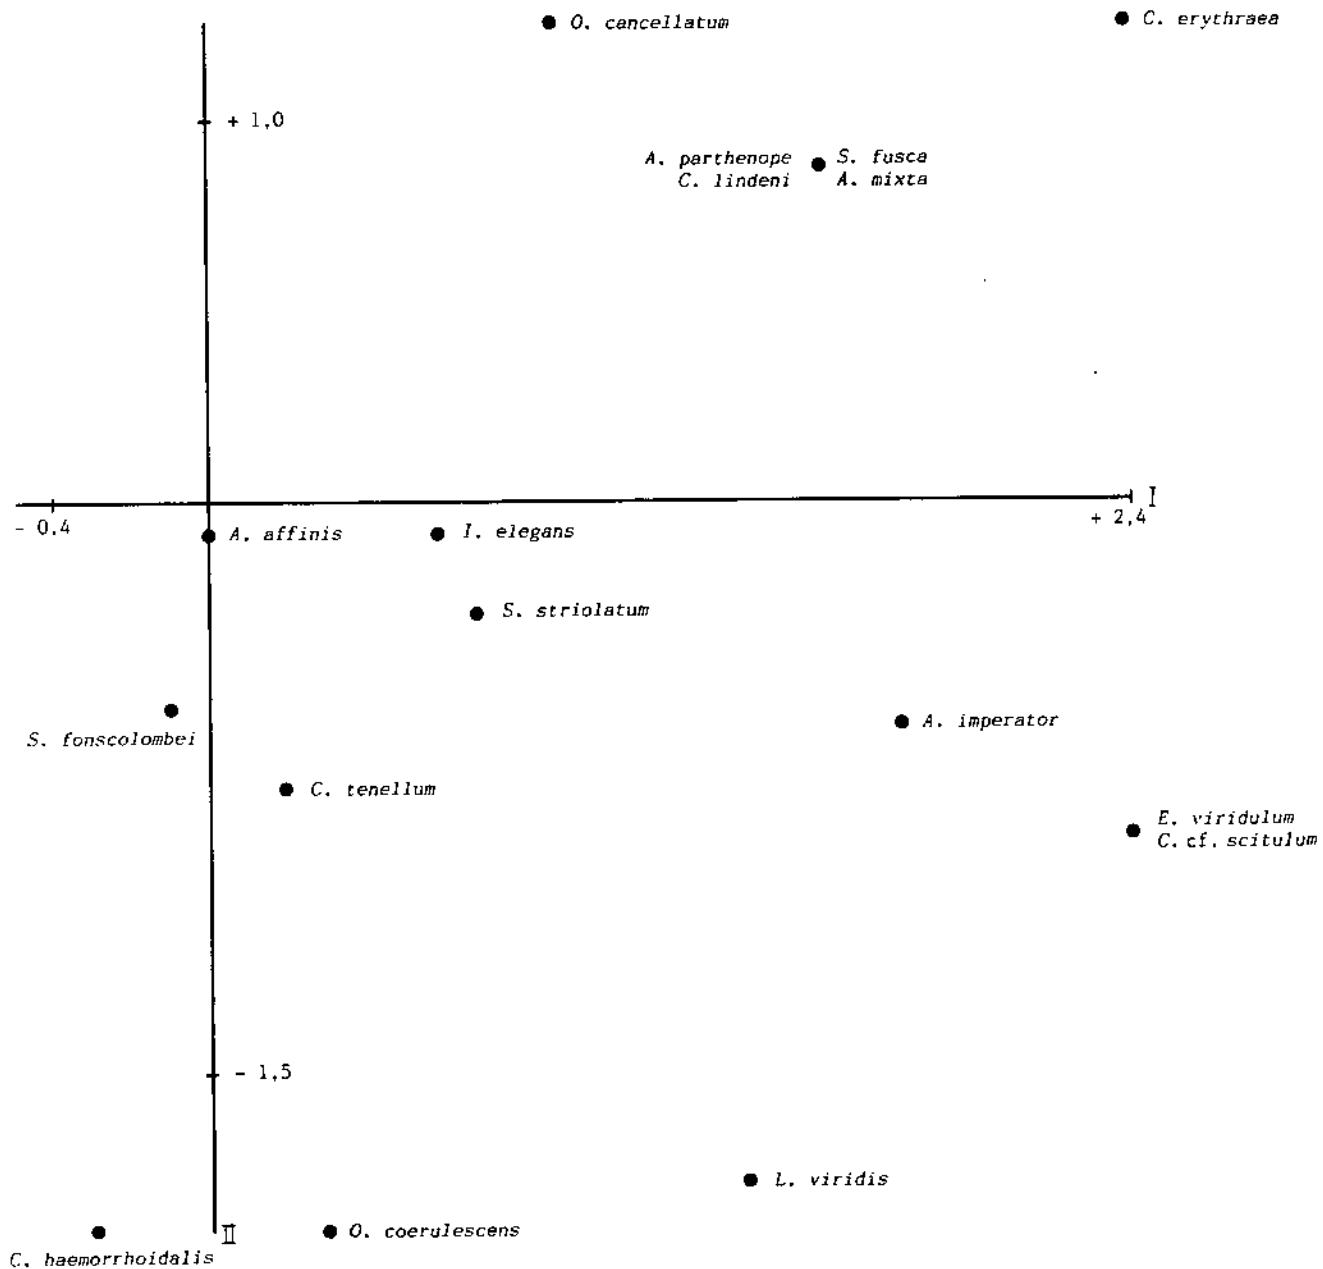 O. cancellatum
C. erythraea
+ 1,0
A. parthenope
C. lindeni
S. fusca
A. mixta
I
- 0,4
+ 2,4
A. affinis
I. elegans
S. striolatum
S. fonscolombei
A. imperator
C. tenellum
E. viridulum
C. cf. scitulum
- 1,5
L. viridis
II
O. coerulescens
C. haemorrhoidalis